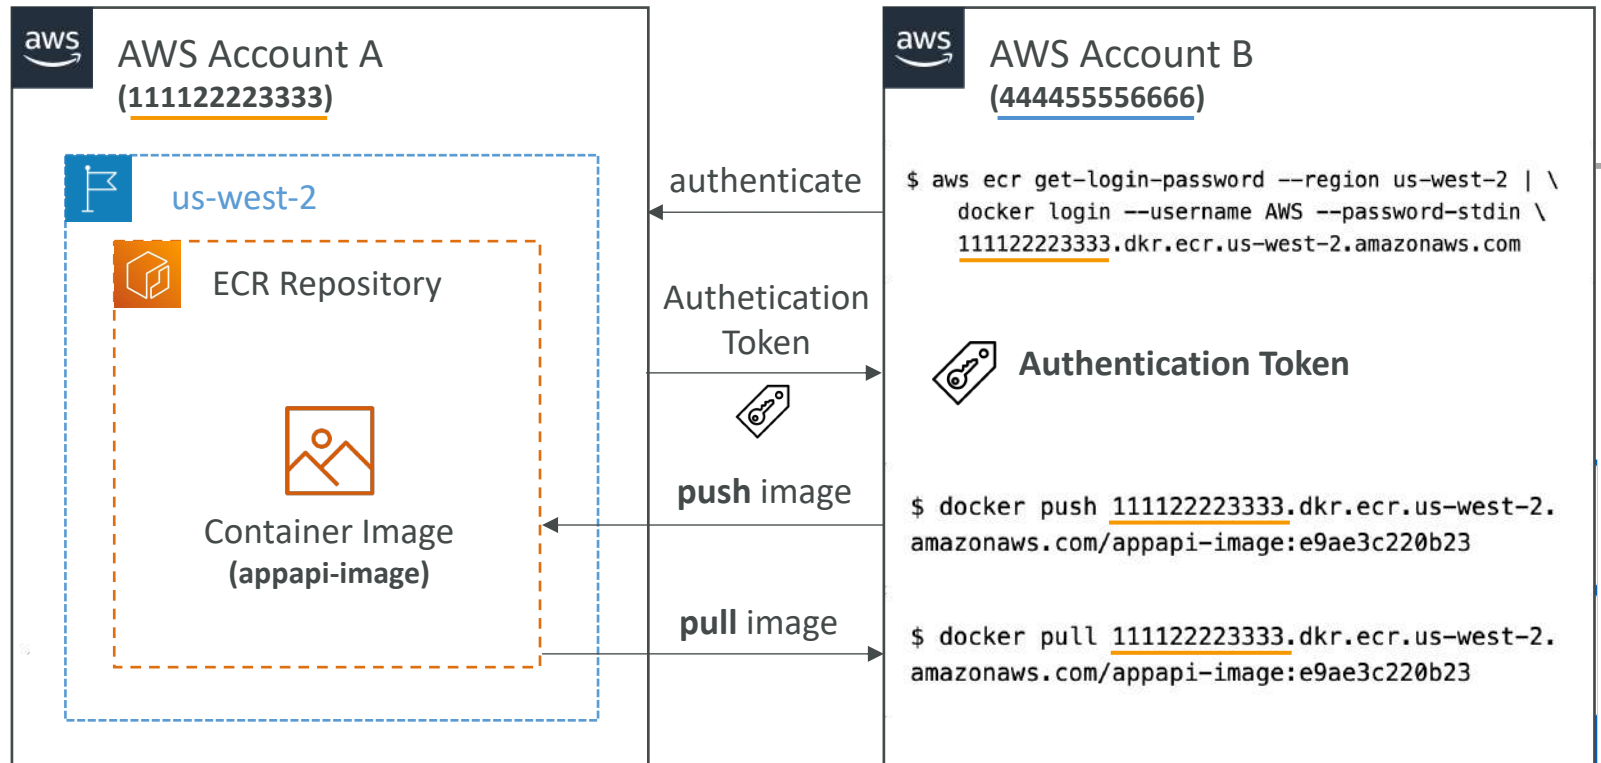 aws
AWS Account A
(111122223333)
us-west-2
ECR Repository
Container Image
(appapi-image)
authenticate
Authetication
Token
push image
pull image
aws
AWS Account B
(444455556666)
$ aws ecr get-login-password --region us-west-2 | \
docker login --username AWS --password-stdin \
111122223333.dkr.ecr.us-west-2.amazonaws.com
Authentication Token
$ docker push 111122223333.dkr.ecr.us-west-2.
amazonaws.com/appapi-image:e9ae3c220b23
$ docker pull 111122223333.dkr.ecr.us-west-2.
amazonaws.com/appapi-image:e9ae3c220b23